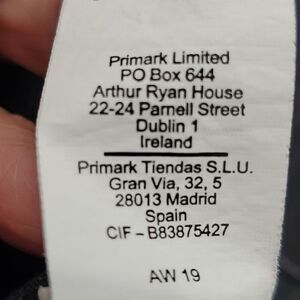 Primark Limited
PO Box 644
Arthur Ryan House
22-24 Parnell Street
Dublin 1
Ireland
Primark Tiendas S.L.U.
Gran Via, 32, 5
28013 Madrid
Spain
CIF – B83875427
AW 19